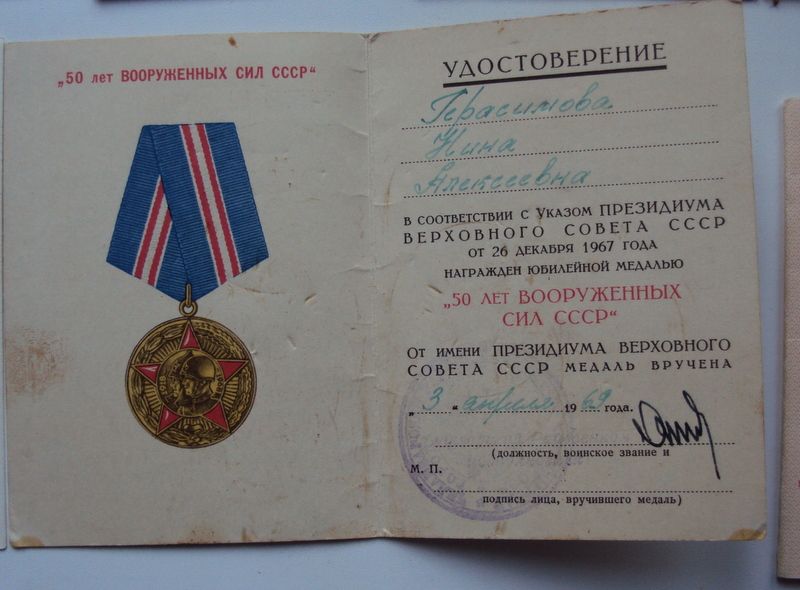 „50 лет ВООРУЖЕННЫХ СИЛ СССР“
УДОСТОВЕРЕНИЕ
Герасимова
Нина
Алексеевна
В СООТВЕТСТВИИ С УКАЗОМ ПРЕЗИДИУМА
ВЕРХОВНОГО СОВЕТА СССР
ОТ 26 ДЕКАБРЯ 1967 ГОДА
НАГРАЖДЕН ЮБИЛЕЙНОЙ МЕДАЛЬЮ
„50 ЛЕТ ВООРУЖЕННЫХ
СИЛ СССР“
ОТ ИМЕНИ ПРЕЗИДИУМА ВЕРХОВНОГО
СОВЕТА СССР МЕДАЛЬ ВРУЧЕНА
„3“ апреля 1969 года.
(должность, воинское звание и
М. П.
подпись лица, вручившего медаль)